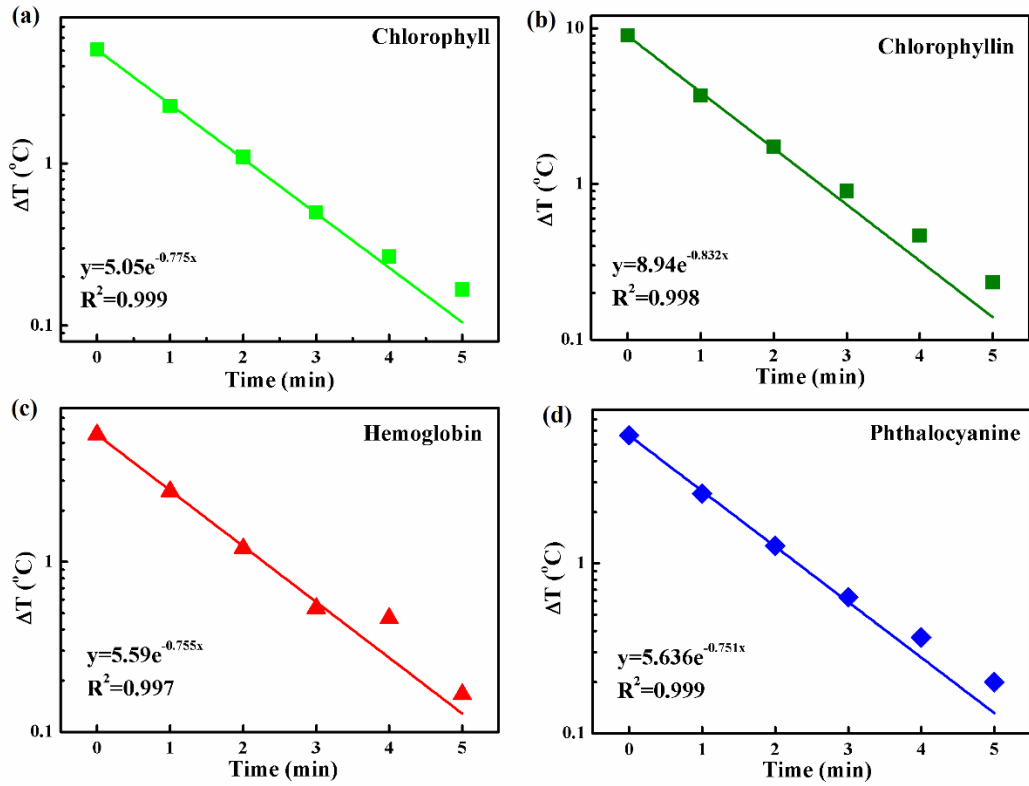 (a)
Chlorophyll
ΔT (°C)
1
0.1
y=5.05e^-0.775x
R²=0.999
0 1 2 3 4 5
Time (min)
(b)
Chlorophyllin
ΔT (°C)
10
1
0.1
y=8.94e^-0.832x
R²=0.998
0 1 2 3 4 5
Time (min)
(c)
Hemoglobin
ΔT (°C)
1
0.1
y=5.59e^-0.755x
R²=0.997
0 1 2 3 4 5
Time (min)
(d)
Phthalocyanine
ΔT (°C)
1
0.1
y=5.636e^-0.751x
R²=0.999
0 1 2 3 4 5
Time (min)